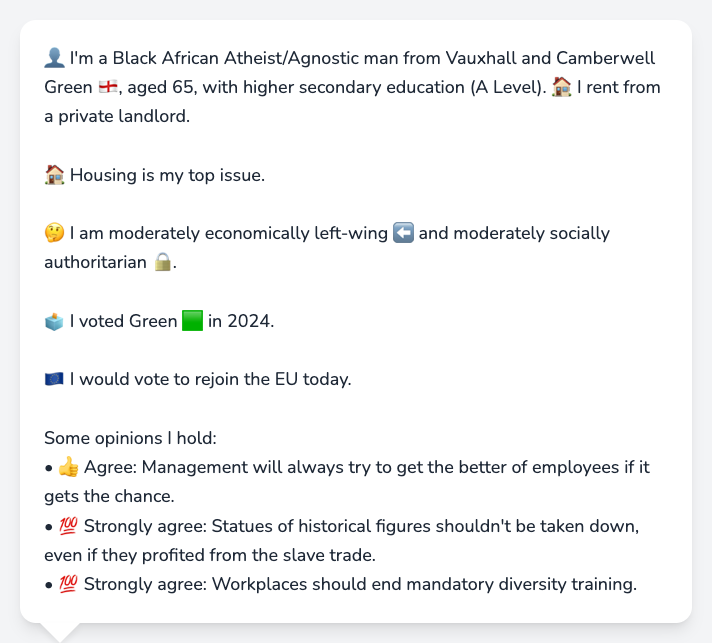 👤 I'm a Black African Atheist/Agnostic man from Vauxhall and Camberwell
Green 🏴󠁧󠁢󠁥󠁮󠁧󠁿, aged 65, with higher secondary education (A Level). 🏠 I rent from
a private landlord.
🏠 Housing is my top issue.
🤔 I am moderately economically left-wing ⬅️ and moderately socially
authoritarian 🔒.
🗳️ I voted Green 🟩 in 2024.
🇪🇺 I would vote to rejoin the EU today.
Some opinions I hold:
• 👍 Agree: Management will always try to get the better of employees if it
gets the chance.
• 💯 Strongly agree: Statues of historical figures shouldn't be taken down,
even if they profited from the slave trade.
• 💯 Strongly agree: Workplaces should end mandatory diversity training.